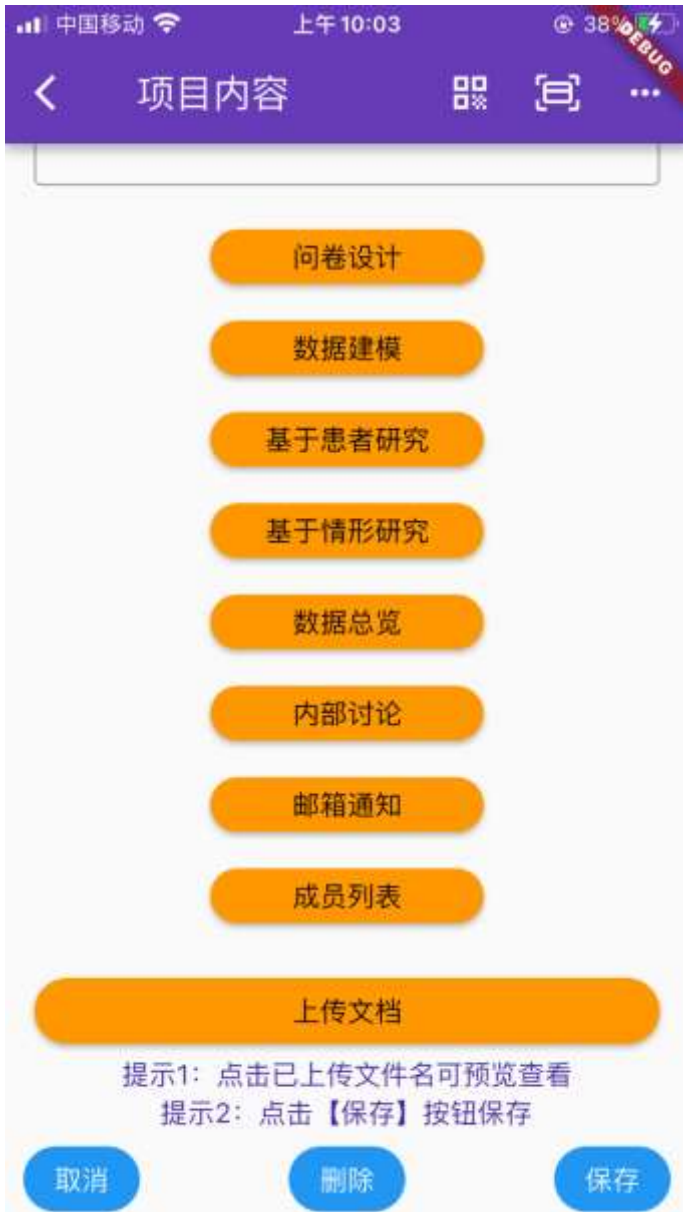 中国移动
上午10:03
38%
DEBUG
项目内容
问卷设计
数据建模
基于患者研究
基于情形研究
数据总览
内部讨论
邮箱通知
成员列表
上传文档
提示1：点击已上传文件名可预览查看
提示2：点击【保存】按钮保存
取消
删除
保存